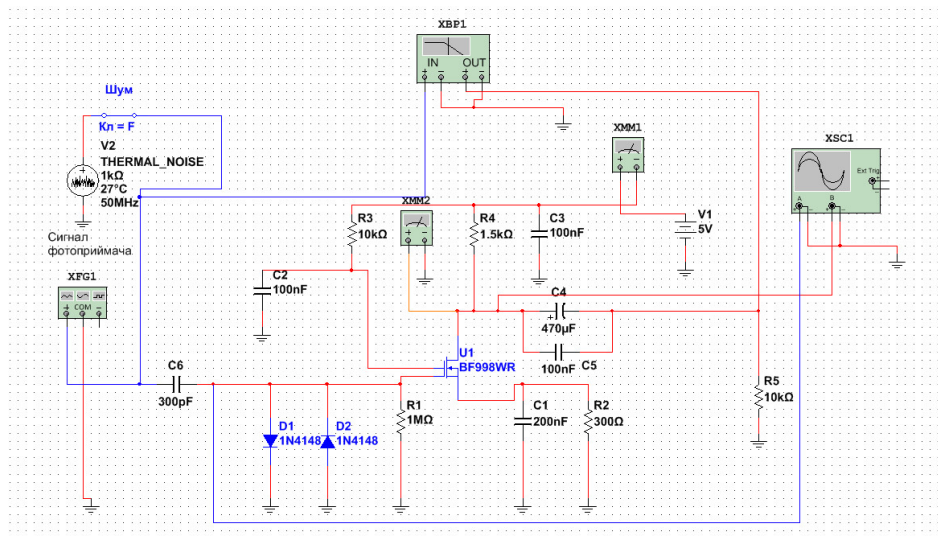 XBP1
IN OUT
Шум
Кл = F
V2
THERMAL_NOISE
1kΩ
27°C
50MHz
XMM1
XSC1
Ext Trig
A
B
V1
5V
XMM2
R3
10kΩ
R4
1.5kΩ
C3
100nF
Сигнал
фотоприймача
XFG1
COM
C2
100nF
C4
470µF
100nF
C5
U1
BF998WR
C6
300pF
R5
10kΩ
D1
1N4148
D2
1N4148
R1
1MΩ
C1
200nF
R2
300Ω